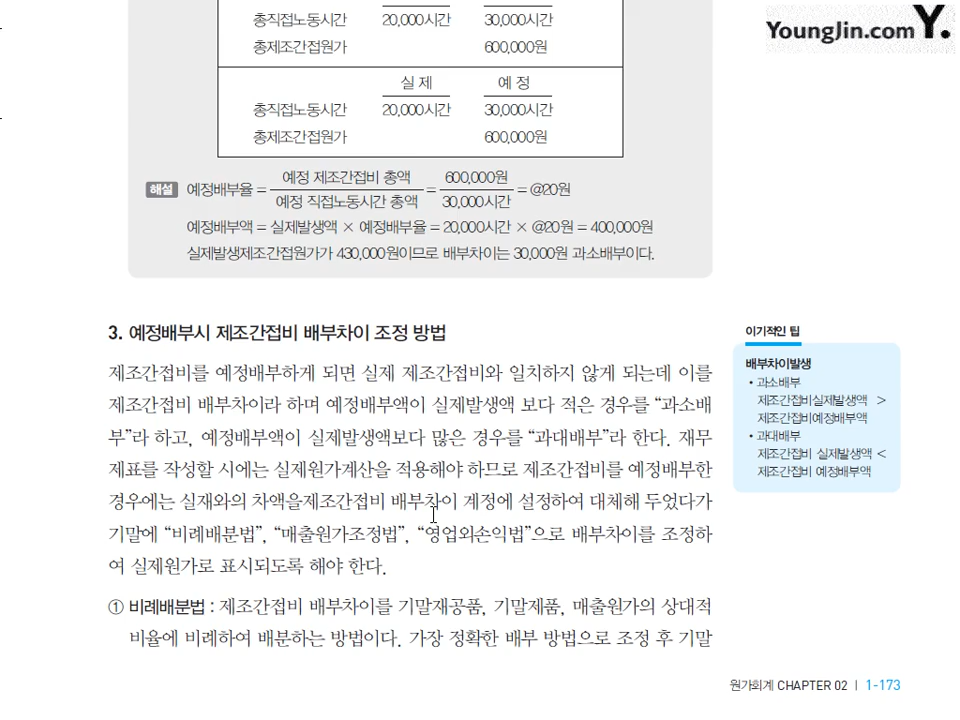 YoungJin.com Y.
총직접노동시간 20,000시간 30,000시간
총제조간접원가 600,000원
실 제 예 정
총직접노동시간 20,000시간 30,000시간
총제조간접원가 600,000원
해설 예정배부율 = 예정 제조간접비 총액 / 예정 직접노동시간 총액 = 600,000원 / 30,000시간 = @20원
예정배부액 = 실제발생액 × 예정배부율 = 20,000시간 × @20원 = 400,000원
실제발생제조간접원가가 430,000원이므로 배부차이는 30,000원 과소배부이다.
3. 예정배부시 제조간접비 배부차이 조정 방법
제조간접비를 예정배부하게 되면 실제 제조간접비와 일치하지 않게 되는데 이를
제조간접비 배부차이라 하며 예정배부액이 실제발생액 보다 적은 경우를 “과소배
부”라 하고, 예정배부액이 실제발생액보다 많은 경우를 “과대배부”라 한다. 재무
제표를 작성할 시에는 실제원가계산을 적용해야 하므로 제조간접비를 예정배부한
경우에는 실재와의 차액을제조간접비 배부차이 계정에 설정하여 대체해 두었다가
기말에 “비례배분법”, “매출원가조정법”, “영업외손익법”으로 배부차이를 조정하
여 실제원가로 표시되도록 해야 한다.
① 비례배분법 : 제조간접비 배부차이를 기말재공품, 기말제품, 매출원가의 상대적
비율에 비례하여 배분하는 방법이다. 가장 정확한 배부 방법으로 조정 후 기말
이기적인 팁
배부차이발생
• 과소배부
제조간접비실제발생액 >
제조간접비예정배부액
• 과대배부
제조간접비 실제발생액 <
제조간접비 예정배부액
원가회계 CHAPTER 02 | 1-173